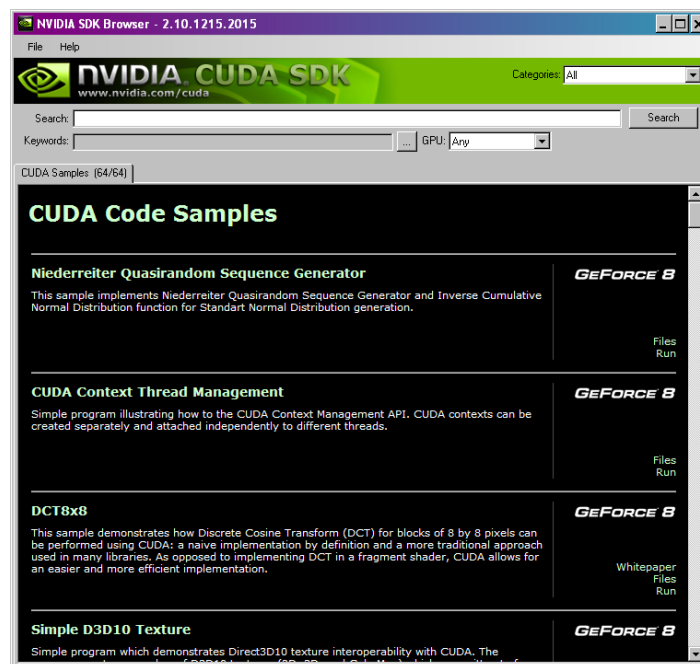 NVIDIA SDK Browser - 2.10.1215.2015
File Help
NVIDIA. CUDA SDK
www.nvidia.com/cuda
Categories: All
Search: Search
Keywords: ... GPU: Any
CUDA Samples (64/64)
CUDA Code Samples
Niederreiter Quasirandom Sequence Generator
GEFORCE 8
This sample implements Niederreiter Quasirandom Sequence Generator and Inverse Cumulative
Normal Distribution function for Standart Normal Distribution generation.
Files
Run
CUDA Context Thread Management
GEFORCE 8
Simple program illustrating how to the CUDA Context Management API. CUDA contexts can be
created separately and attached independently to different threads.
Files
Run
DCT8x8
GEFORCE 8
This sample demonstrates how Discrete Cosine Transform (DCT) for blocks of 8 by 8 pixels can
be performed using CUDA: a naive implementation by definition and a more traditional approach
used in many libraries. As opposed to implementing DCT in a fragment shader, CUDA allows for
an easier and more efficient implementation.
Whitepaper
Files
Run
Simple D3D10 Texture
GEFORCE 8
Simple program which demonstrates Direct3D10 texture interoperability with CUDA. The